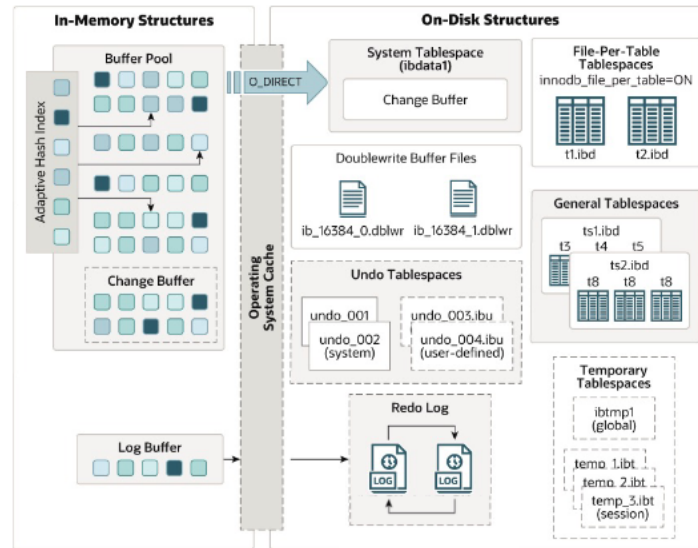 In-Memory Structures
Buffer Pool
Adaptive Hash Index
Change Buffer
Log Buffer
O_DIRECT
Operating
System Cache
On-Disk Structures
System Tablespace
(ibdata1)
Change Buffer
Doublewrite Buffer Files
ib_16384_0.dblwr
ib_16384_1.dblwr
Undo Tablespaces
undo_001
undo_002
(system)
undo_003.ibu
undo_004.ibu
(user-defined)
Redo Log
LOG
LOG
File-Per-Table
Tablespaces
innodb_file_per_table=ON
t1.ibd
t2.ibd
General Tablespaces
ts1.ibd
t3 t4 t5
ts2.ibd
t8 t8 t8
Temporary
Tablespaces
ibtmp1
(global)
temp_1.ibt
temp_2.ibt
temp_3.ibt
(session)